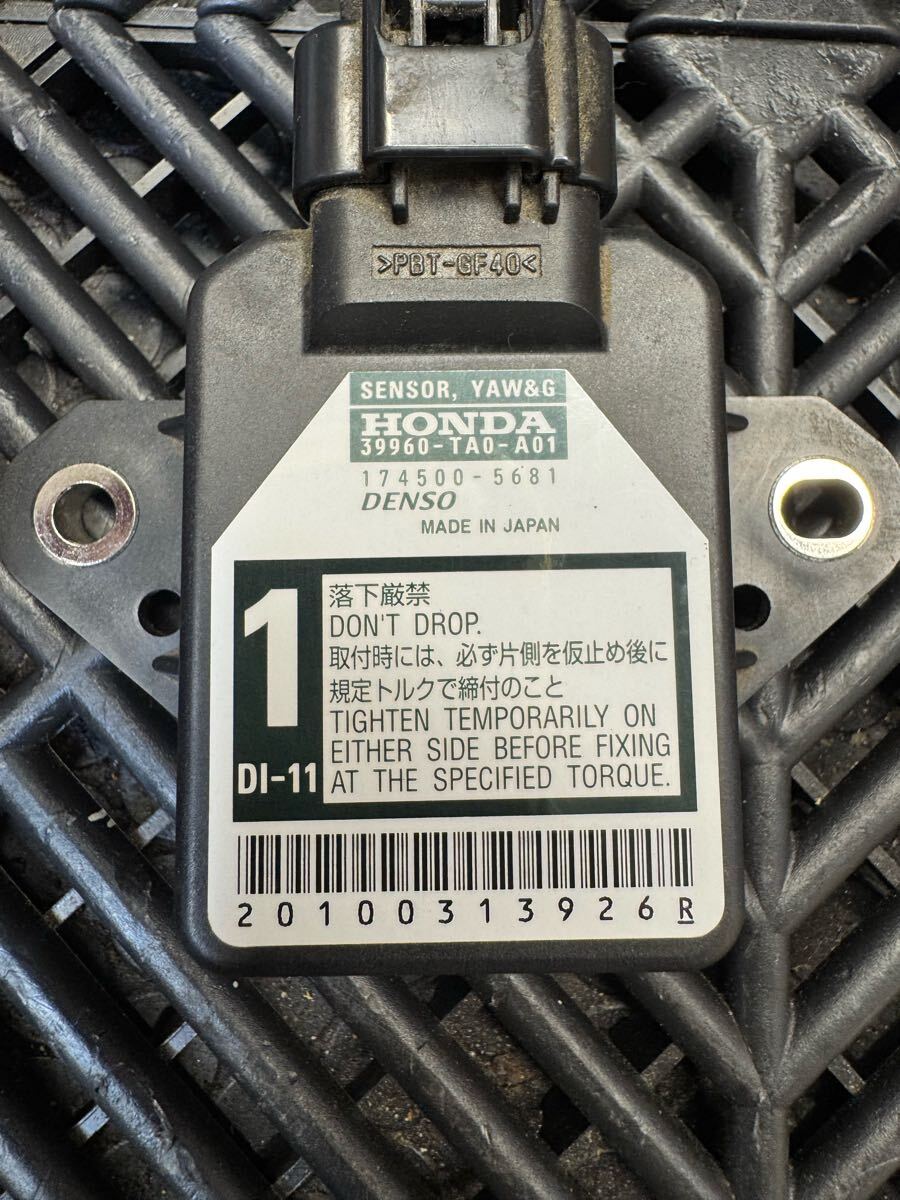 >PBT-GF40<
SENSOR, YAW&G
HONDA
39960-TA0-A01
174500-5681
DENSO
MADE IN JAPAN
1
DI-11
落下厳禁
DON'T DROP.
取付時には、必ず片側を仮止め後に
規定トルクで締付のこと
TIGHTEN TEMPORARILY ON
EITHER SIDE BEFORE FIXING
AT THE SPECIFIED TORQUE.
20100313926R